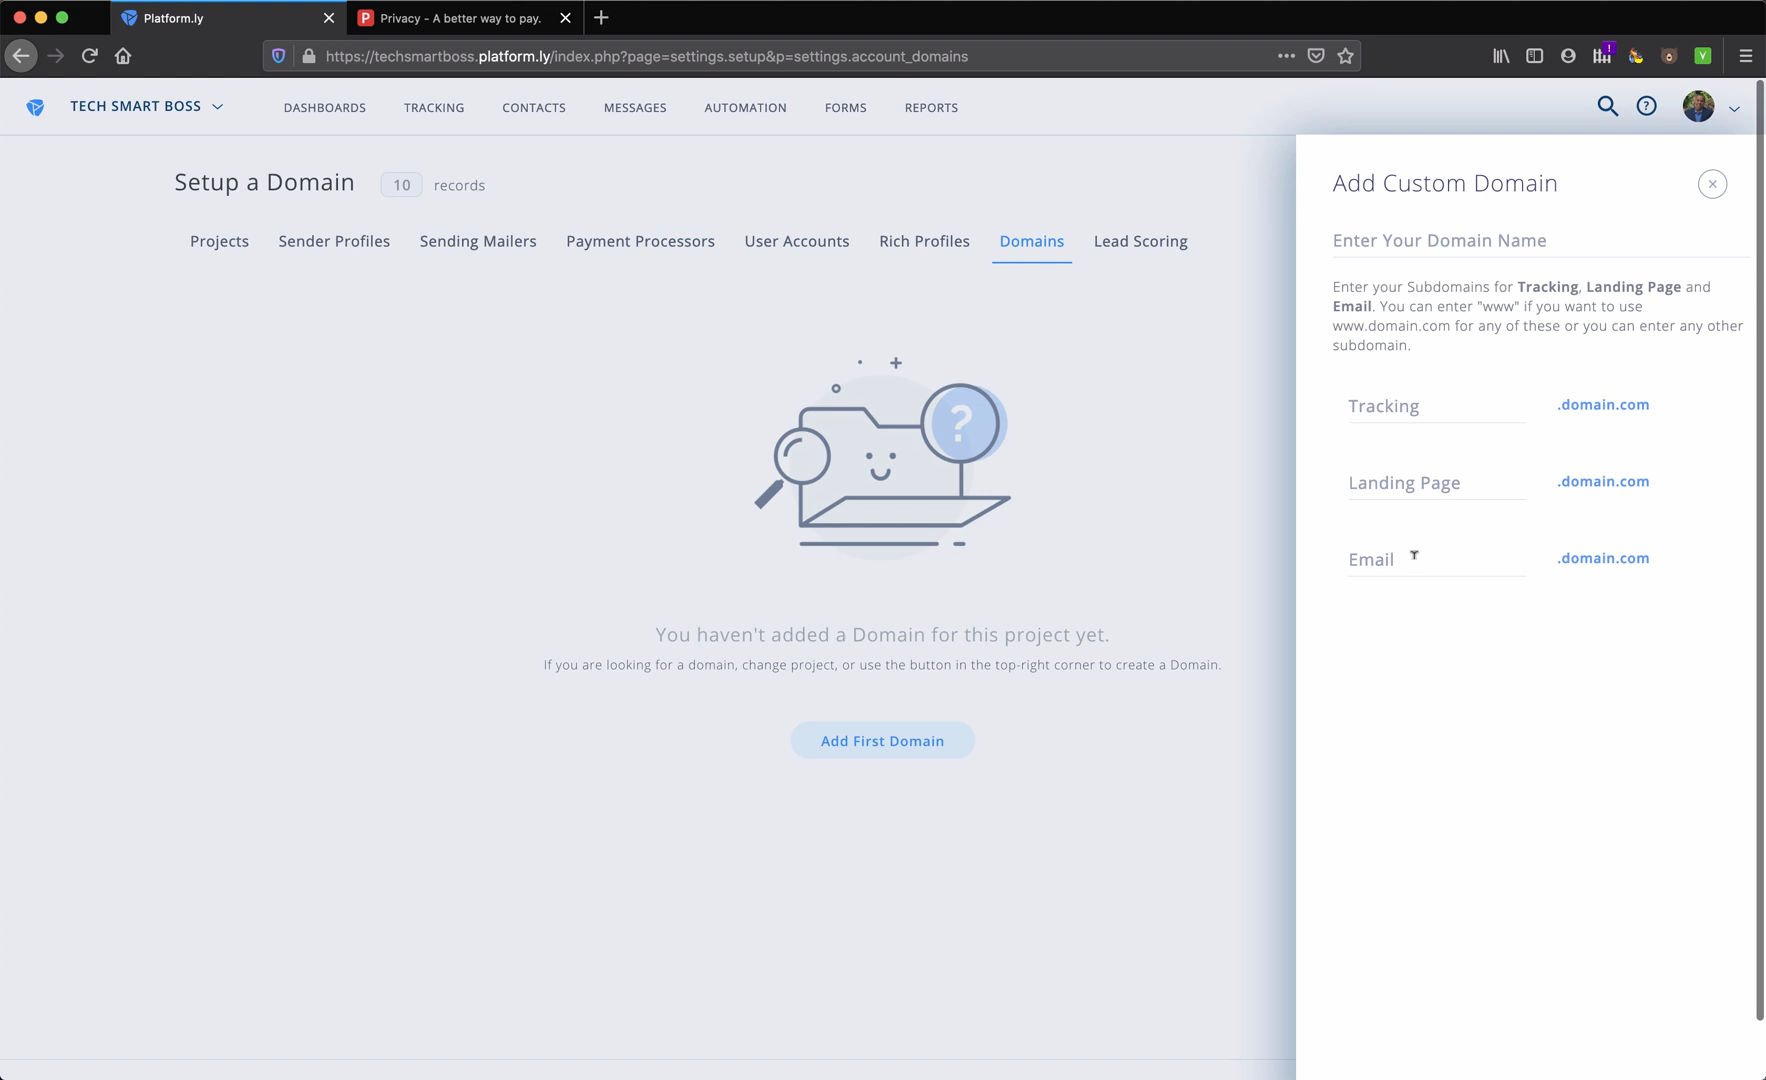 Platform.ly
Privacy - A better way to pay.
https://techsmartboss.platform.ly/index.php?page=settings.setup&p=settings.account_domains
TECH SMART BOSS
DASHBOARDS
TRACKING
CONTACTS
MESSAGES
AUTOMATION
FORMS
REPORTS
Setup a Domain
10 records
Projects
Sender Profiles
Sending Mailers
Payment Processors
User Accounts
Rich Profiles
Domains
Lead Scoring
You haven't added a Domain for this project yet.
If you are looking for a domain, change project, or use the button in the top-right corner to create a Domain.
Add First Domain
Add Custom Domain
Enter Your Domain Name
Enter your Subdomains for Tracking, Landing Page and
Email. You can enter "www" if you want to use
www.domain.com for any of these or you can enter any other
subdomain.
Tracking .domain.com
Landing Page .domain.com
Email .domain.com